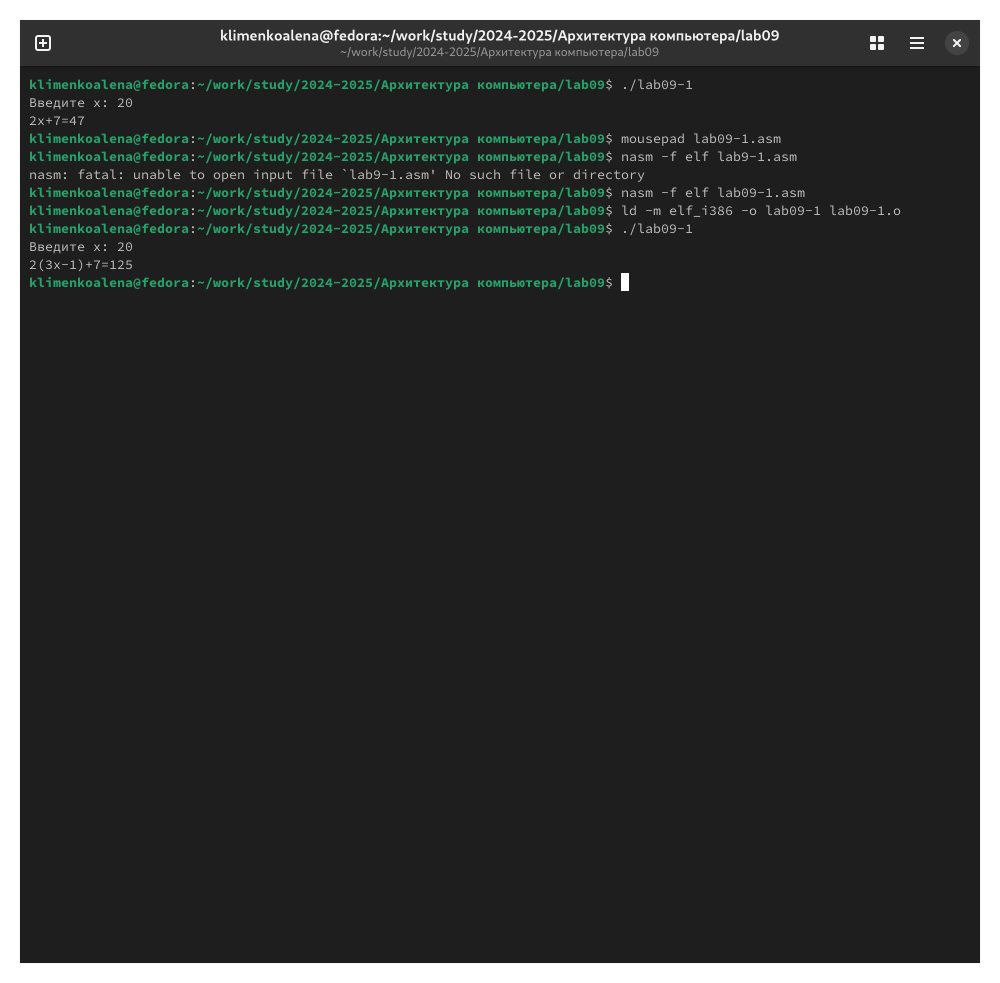 klimenkoalena@fedora:~/work/study/2024-2025/Архитектура компьютера/lab09
~/work/study/2024-2025/Архитектура компьютера/lab09
klimenkoalena@fedora:~/work/study/2024-2025/Архитектура компьютера/lab09$ ./lab09-1
Введите x: 20
2x+7=47
klimenkoalena@fedora:~/work/study/2024-2025/Архитектура компьютера/lab09$ mousepad lab09-1.asm
klimenkoalena@fedora:~/work/study/2024-2025/Архитектура компьютера/lab09$ nasm -f elf lab9-1.asm
nasm: fatal: unable to open input file `lab9-1.asm' No such file or directory
klimenkoalena@fedora:~/work/study/2024-2025/Архитектура компьютера/lab09$ nasm -f elf lab09-1.asm
klimenkoalena@fedora:~/work/study/2024-2025/Архитектура компьютера/lab09$ ld -m elf_i386 -o lab09-1 lab09-1.o
klimenkoalena@fedora:~/work/study/2024-2025/Архитектура компьютера/lab09$ ./lab09-1
Введите x: 20
2(3x-1)+7=125
klimenkoalena@fedora:~/work/study/2024-2025/Архитектура компьютера/lab09$